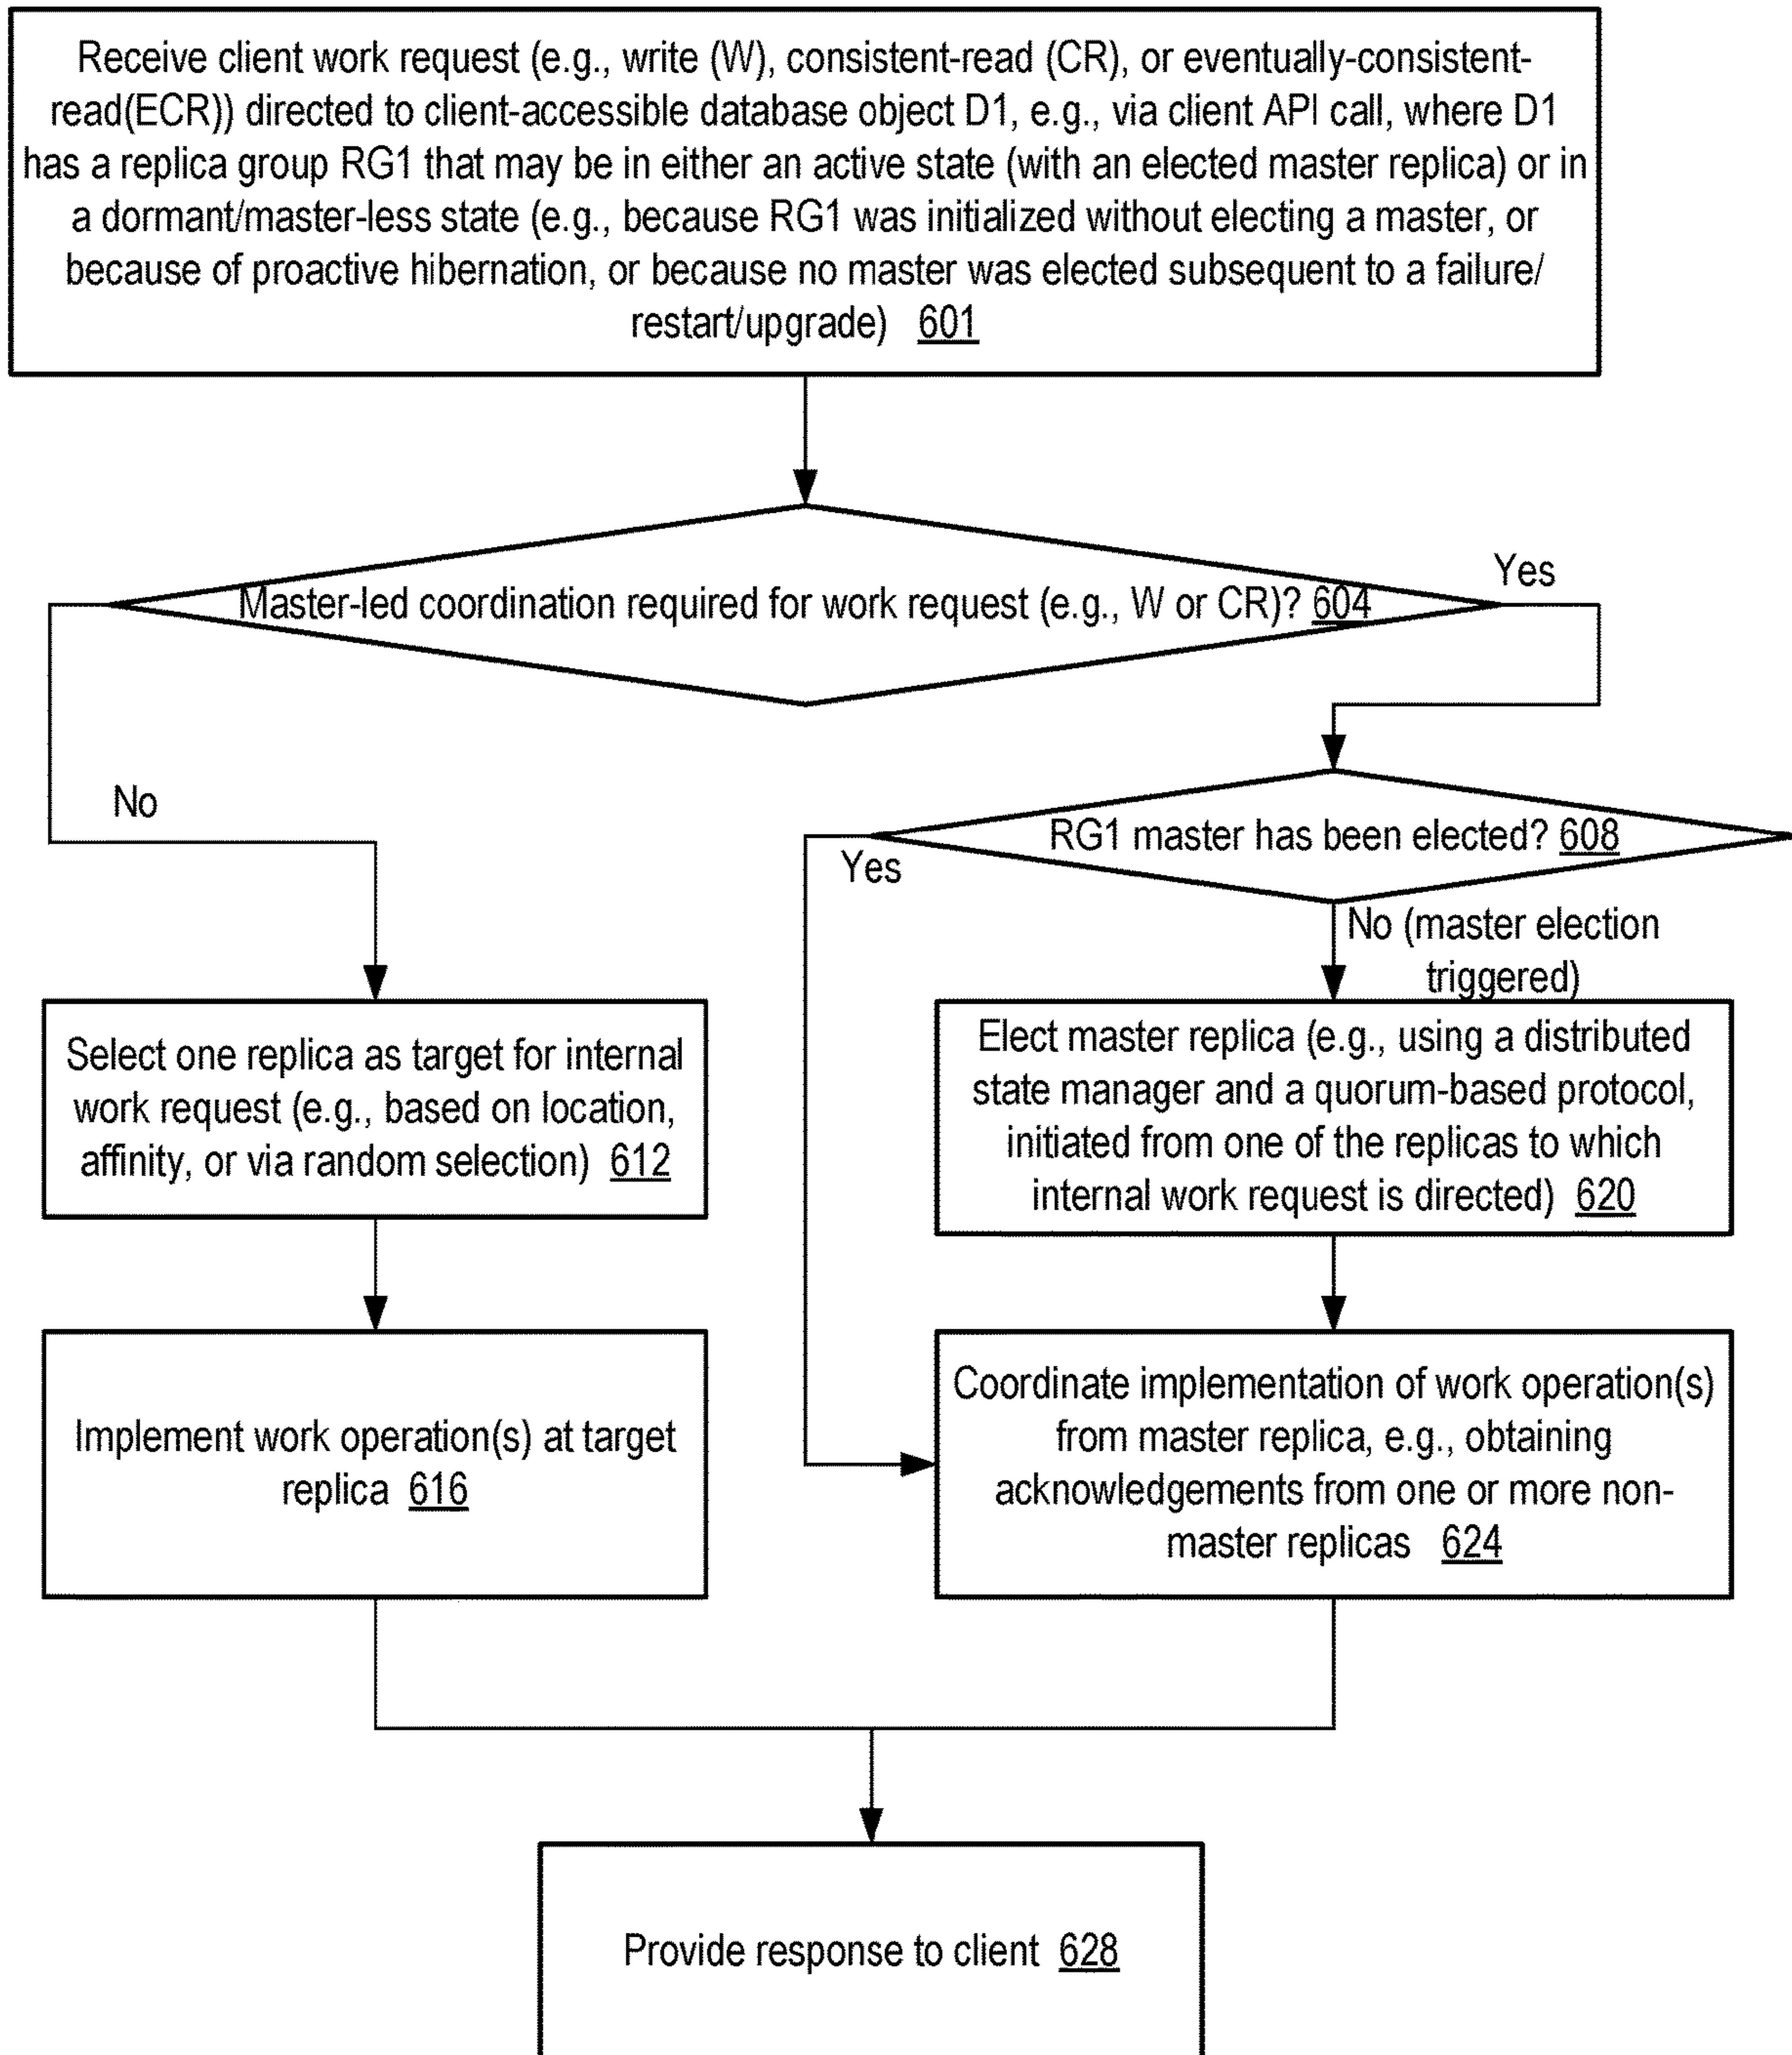 Receive client work request (e.g., write (W), consistent-read (CR), or eventually-consistent-
read(ECR)) directed to client-accessible database object D1, e.g., via client API call, where D1
has a replica group RG1 that may be in either an active state (with an elected master replica) or in
a dormant/master-less state (e.g., because RG1 was initialized without electing a master, or
because of proactive hibernation, or because no master was elected subsequent to a failure/
restart/upgrade) 601
Yes
Master-led coordination required for work request (e.g., W or CR)? 604
No
RG1 master has been elected? 608
Yes
No (master election
triggered)
Select one replica as target for internal
work request (e.g., based on location,
affinity, or via random selection) 612
Elect master replica (e.g., using a distributed
state manager and a quorum-based protocol,
initiated from one of the replicas to which
internal work request is directed) 620
Implement work operation(s) at target
replica 616
Coordinate implementation of work operation(s)
from master replica, e.g., obtaining
acknowledgements from one or more non-
master replicas 624
Provide response to client 628